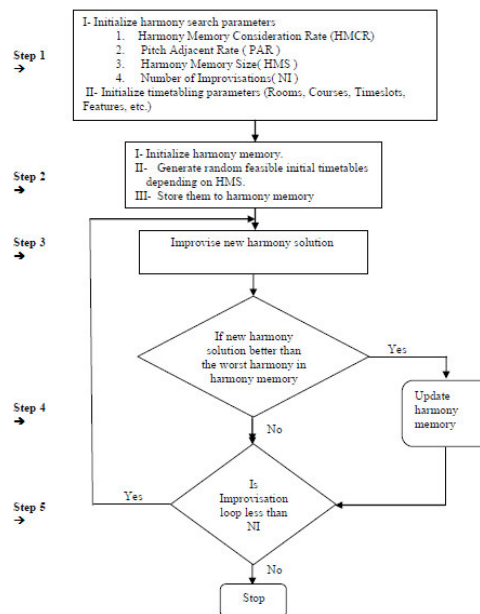 I- Initialize harmony search parameters
1. Harmony Memory Consideration Rate (HMCR)
Step 1
2. Pitch Adjacent Rate ( PAR )
→
3. Harmony Memory Size( HMS )
4. Number of Improvisations( NI )
II- Initialize timetabling parameters (Rooms, Courses, Timeslots,
Features, etc.)
I- Initialize harmony memory.
Step 2
II- Generate random feasible initial timetables
→
depending on HMS.
III- Store them to harmony memory
Step 3
→
Improvise new harmony solution
If new harmony
solution better than
the worst harmony in
harmony memory
Yes
Update
harmony
memory
Step 4
→
No
Is
Improvisation
loop less than
NI
Yes
Step 5
→
No
Stop